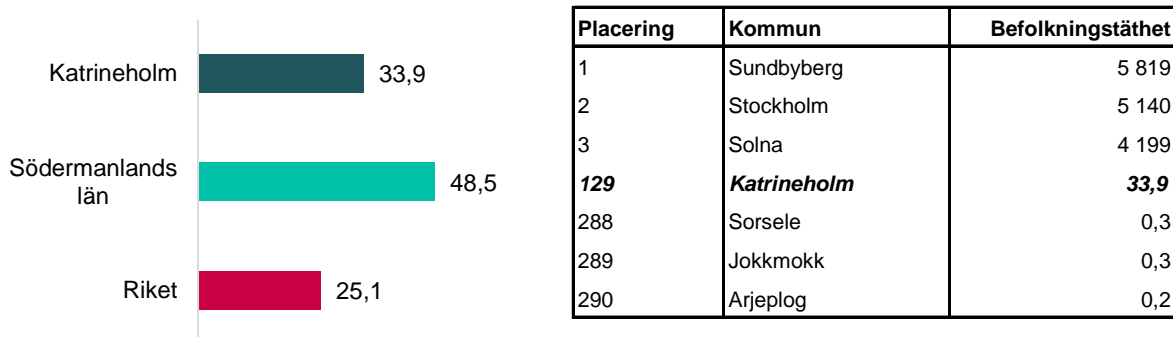 Katrineholm
33,9
Södermanlands
län
48,5
Riket
25,1
Placering Kommun Befolkningstäthet
1 Sundbyberg 5 819
2 Stockholm 5 140
3 Solna 4 199
129 Katrineholm 33,9
288 Sorsele 0,3
289 Jokkmokk 0,3
290 Arjeplog 0,2